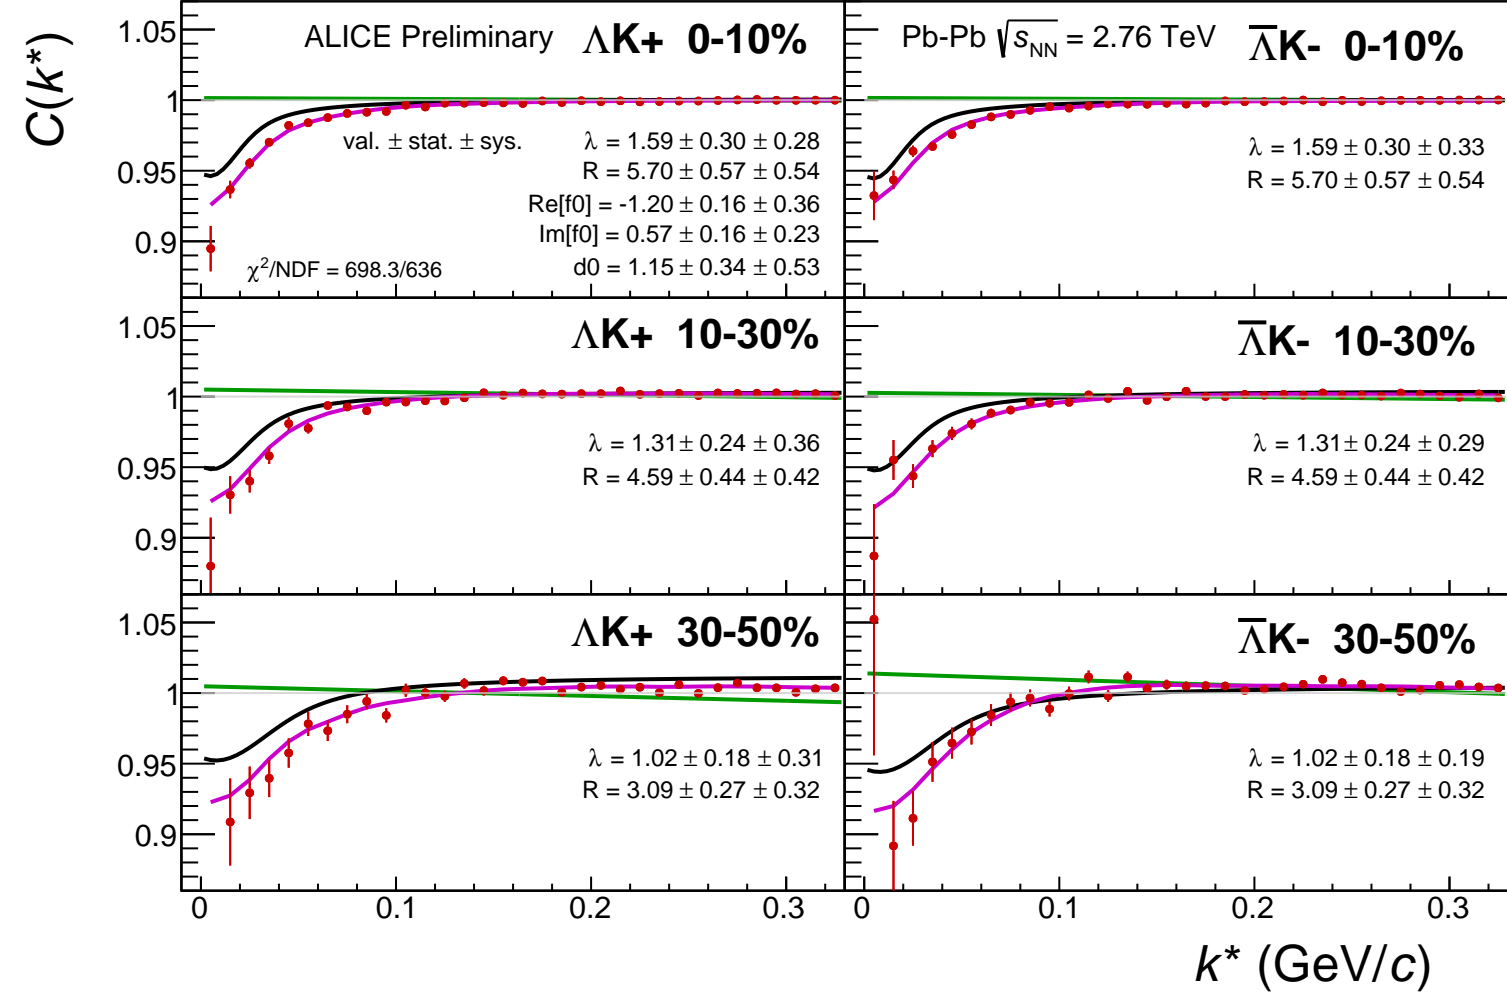 C(k*)
ALICE Preliminary ΛK+ 0-10%
val. ± stat. ± sys.
λ = 1.59 ± 0.30 ± 0.28
R = 5.70 ± 0.57 ± 0.54
Re[f0] = -1.20 ± 0.16 ± 0.36
Im[f0] = 0.57 ± 0.16 ± 0.23
d0 = 1.15 ± 0.34 ± 0.53
χ²/NDF = 698.3/636
1.05
1
0.95
0.9
Pb-Pb √sNN = 2.76 TeV Λ̅K- 0-10%
λ = 1.59 ± 0.30 ± 0.33
R = 5.70 ± 0.57 ± 0.54
ΛK+ 10-30%
λ = 1.31 ± 0.24 ± 0.36
R = 4.59 ± 0.44 ± 0.42
1.05
1
0.95
0.9
Λ̅K- 10-30%
λ = 1.31 ± 0.24 ± 0.29
R = 4.59 ± 0.44 ± 0.42
ΛK+ 30-50%
λ = 1.02 ± 0.18 ± 0.31
R = 3.09 ± 0.27 ± 0.32
1.05
1
0.95
0.9
Λ̅K- 30-50%
λ = 1.02 ± 0.18 ± 0.19
R = 3.09 ± 0.27 ± 0.32
0 0.1 0.2 0.3
0 0.1 0.2 0.3
k* (GeV/c)